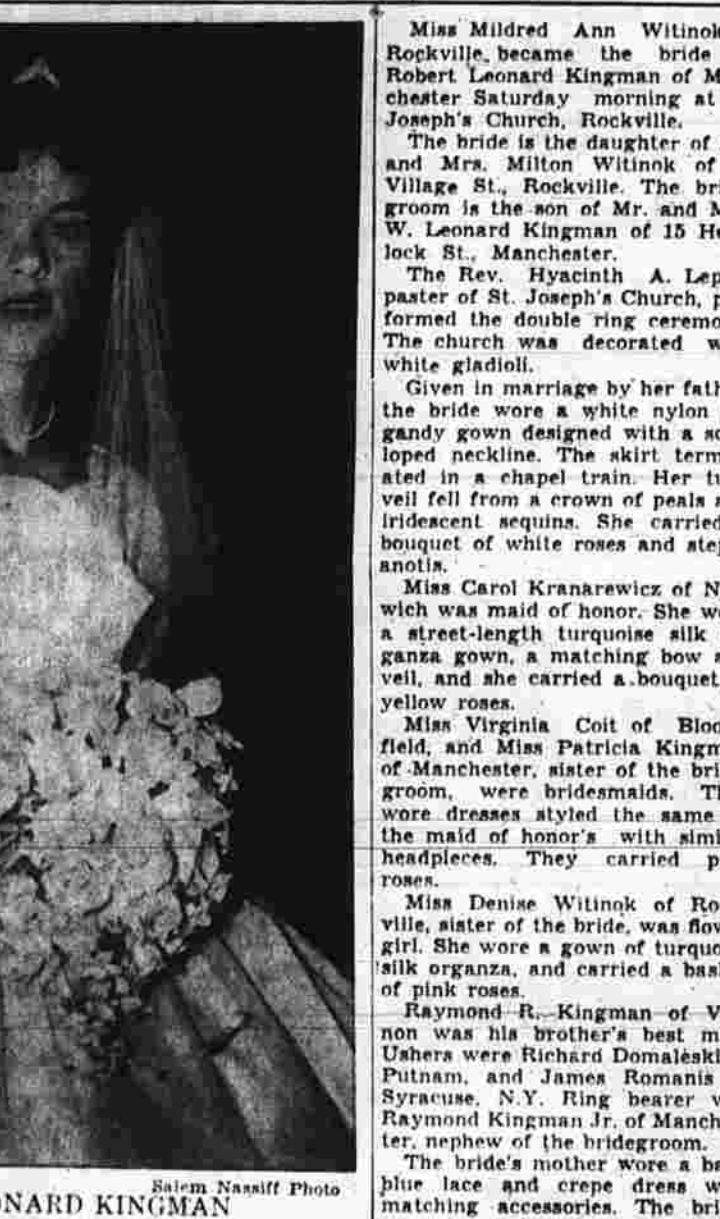 Salem Nassiff Photo
ONARD KINGMAN
Miss Mildred Ann Witinok
Rockville, became the bride
Robert Leonard Kingman of M
chester Saturday morning at
Joseph's Church, Rockville.
The bride is the daughter of
and Mrs. Milton Witinok of
Village St., Rockville. The bri
groom is the son of Mr. and M
W. Leonard Kingman of 15 He
lock St., Manchester.
The Rev. Hyacinth A. Lep
paster of St. Joseph's Church, p
formed the double ring ceremo
The church was decorated w
white gladioli.
Given in marriage by her fath
the bride wore a white nylon
gandy gown designed with a sc
loped neckline. The skirt term
ated in a chapel train. Her tu
veil fell from a crown of peals a
iridescent sequins. She carried
bouquet of white roses and step
anotis.
Miss Carol Kranarewicz of N
wich was maid of honor. She wo
a street-length turquoise silk
ganza gown, a matching bow a
veil, and she carried a bouquet
yellow roses.
Miss Virginia Coit of Bloo
field, and Miss Patricia Kingm
of Manchester, sister of the bri
groom, were bridesmaids. Th
wore dresses styled the same
the maid of honor's with simi
headpieces. They carried p
roses.
Miss Denise Witinok of Ro
ville, sister of the bride, was flow
girl. She wore a gown of turquo
silk organza, and carried a bas
of pink roses.
Raymond R. Kingman of V
non was his brother's best m
Ushers were Richard Domaleski
Putnam, and James Romanis
Syracuse, N.Y. Ring bearer w
Raymond Kingman Jr. of Manch
ter, nephew of the bridegroom.
The bride's mother wore a ba
blue lace and crepe dress w
matching accessories. The bri